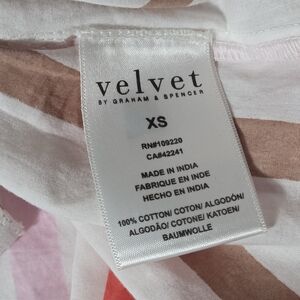 velvet
BY GRAHAM & SPENCER
XS
RN#109220
CA#42241
MADE IN INDIA
FABRIQUE EN INDE
HECHO EN INDIA
100% COTTON/ COTON/ ALGODÓN/
ALGODÃO/ COTONE/ KATOEN/
BAUMWOLLE